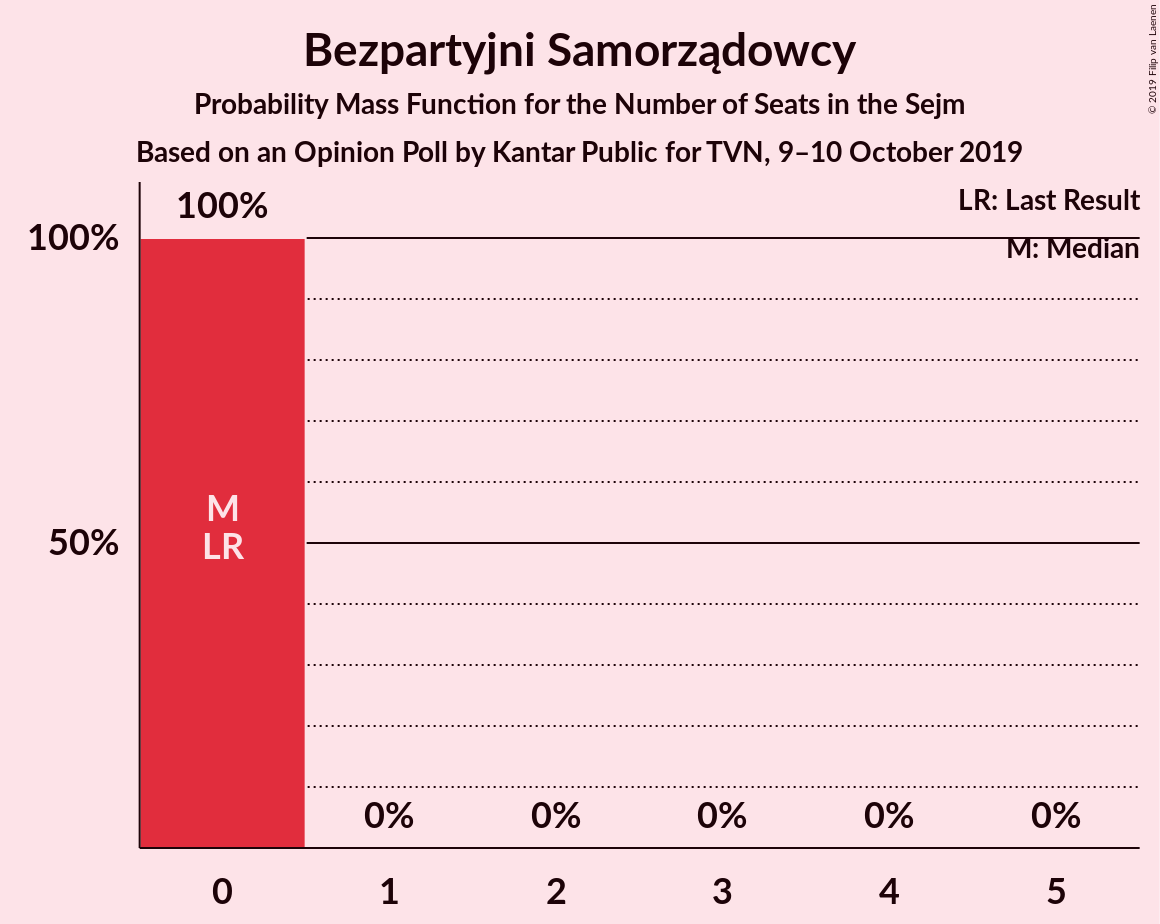 Bezpartyjni Samorządowcy
Probability Mass Function for the Number of Seats in the Sejm
Based on an Opinion Poll by Kantar Public for TVN, 9–10 October 2019
© 2019 Filip van Laenen
LR: Last Result
M: Median
100%
100%
50%
M
LR
0%
0%
0%
0%
0%
0
1
2
3
4
5